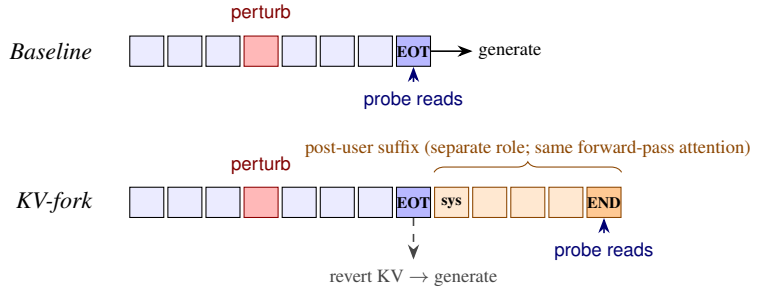 perturb
Baseline
EOT
generate
probe reads
post-user suffix (separate role; same forward-pass attention)
perturb
KV-fork
EOT
sys
END
probe reads
revert KV → generate